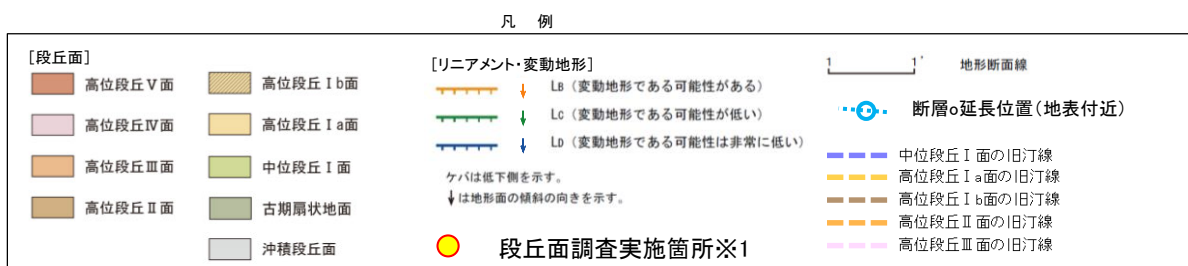 凡 例
[段丘面]
高位段丘Ⅴ面
高位段丘Ⅳ面
高位段丘Ⅲ面
高位段丘Ⅱ面
高位段丘Ⅰb面
高位段丘Ⅰa面
中位段丘Ⅰ面
古期扇状地面
沖積段丘面
[リニアメント・変動地形]
LB (変動地形である可能性がある)
LC (変動地形である可能性が低い)
LD (変動地形である可能性は非常に低い)
ケバは低下側を示す。
↓は地形面の傾斜の向きを示す。
段丘面調査実施箇所※1
1 1' 地形断面線
断層o延長位置(地表付近)
中位段丘Ⅰ面の旧汀線
高位段丘Ⅰa面の旧汀線
高位段丘Ⅰb面の旧汀線
高位段丘Ⅱ面の旧汀線
高位段丘Ⅲ面の旧汀線